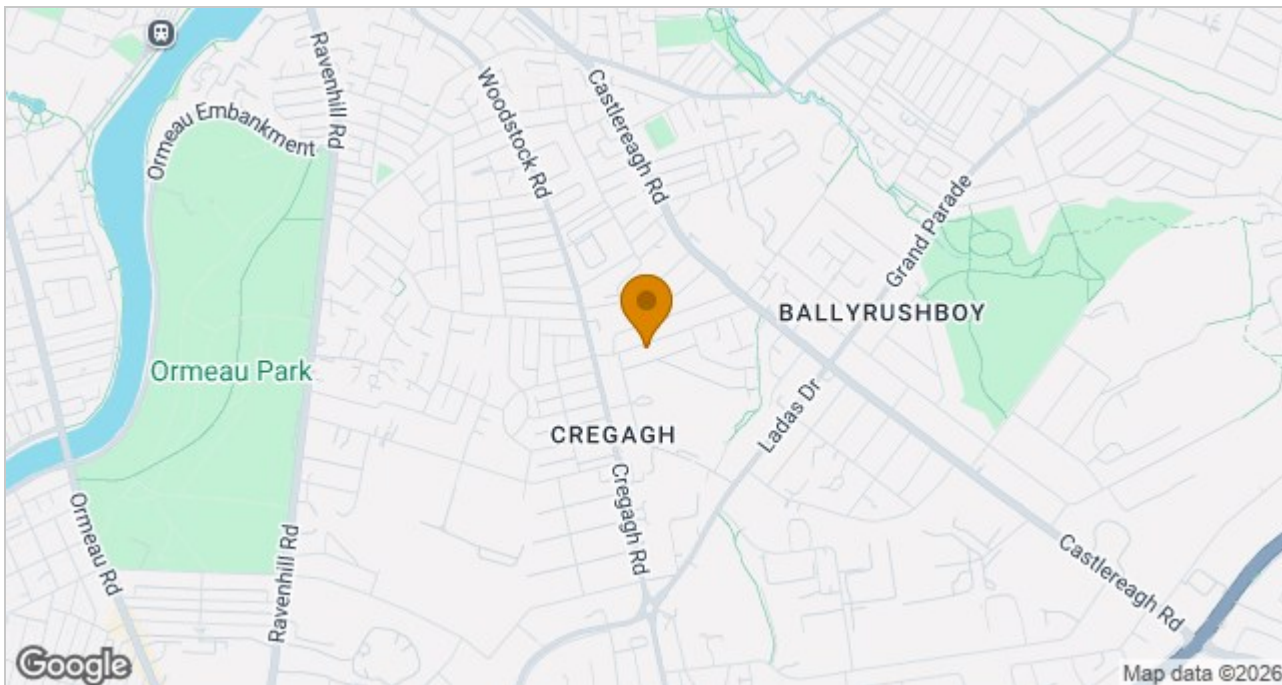 Ormeau Embankment
Ravenhill Rd
Woodstock Rd
Castlereagh Rd
Grand Parade
BALLYRUSHBOY
Ormeau Park
Ladas Dr
CREGAGH
Cregagh Rd
Ormeau Rd
Ravenhill Rd
Castlereagh Rd
Google
Map data ©2026